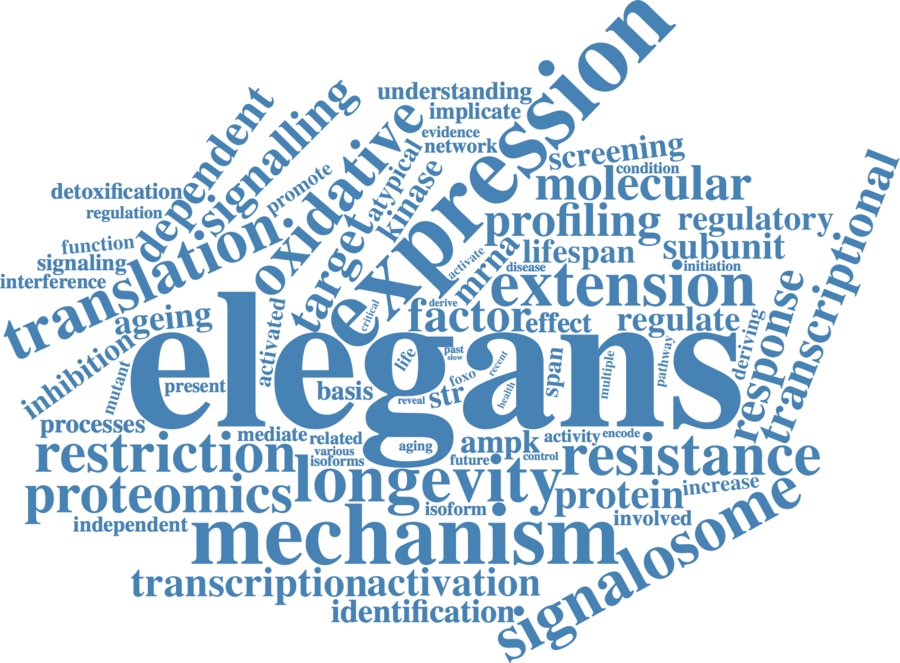 expression
understanding
implicate
evidence
network
dependent
signalling
oxidative
atypical
kinase
screening
condition
molecular
detoxification
regulation
promote
profiling
regulatory
transcriptional
function
signaling
interference
translation
target
activate
mrna
lifespan
subunit
disease
initiation
extension
response
ageing
activated
critical
derive
factor
effect
regulate
deriving
inhibition
mutant
elegans
present
basis
life
past
slow
foxo
recent
str
reveal
health
span
multiple
pathway
processes
restriction
mediate
related
various
isoforms
aging
ampk
activity
encode
future
control
resistance
proteomics
longevity
protein
increase
independent
isoform
involved
mechanism
signalosome
transcription
activation
identification